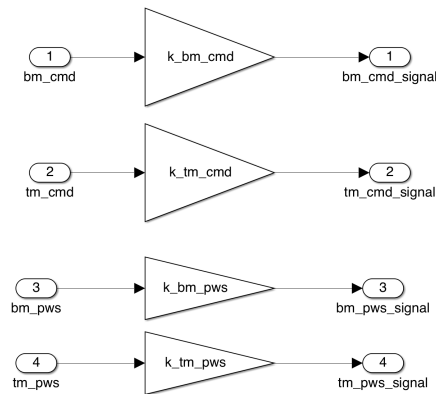 1 k_bm_cmd 1
bm_cmd bm_cmd_signal
2 k_tm_cmd 2
tm_cmd tm_cmd_signal
3 k_bm_pws 3
bm_pws bm_pws_signal
4 k_tm_pws 4
tm_pws tm_pws_signal